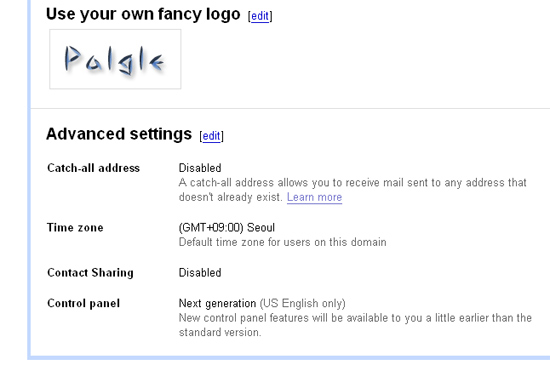 Use your own fancy logo [edit]
Palgle
Advanced settings [edit]
Catch-all address Disabled
A catch-all address allows you to receive mail sent to any address that
doesn't already exist. Learn more
Time zone (GMT+09:00) Seoul
Default time zone for users on this domain
Contact Sharing Disabled
Control panel Next generation (US English only)
New control panel features will be available to you a little earlier than the
standard version.